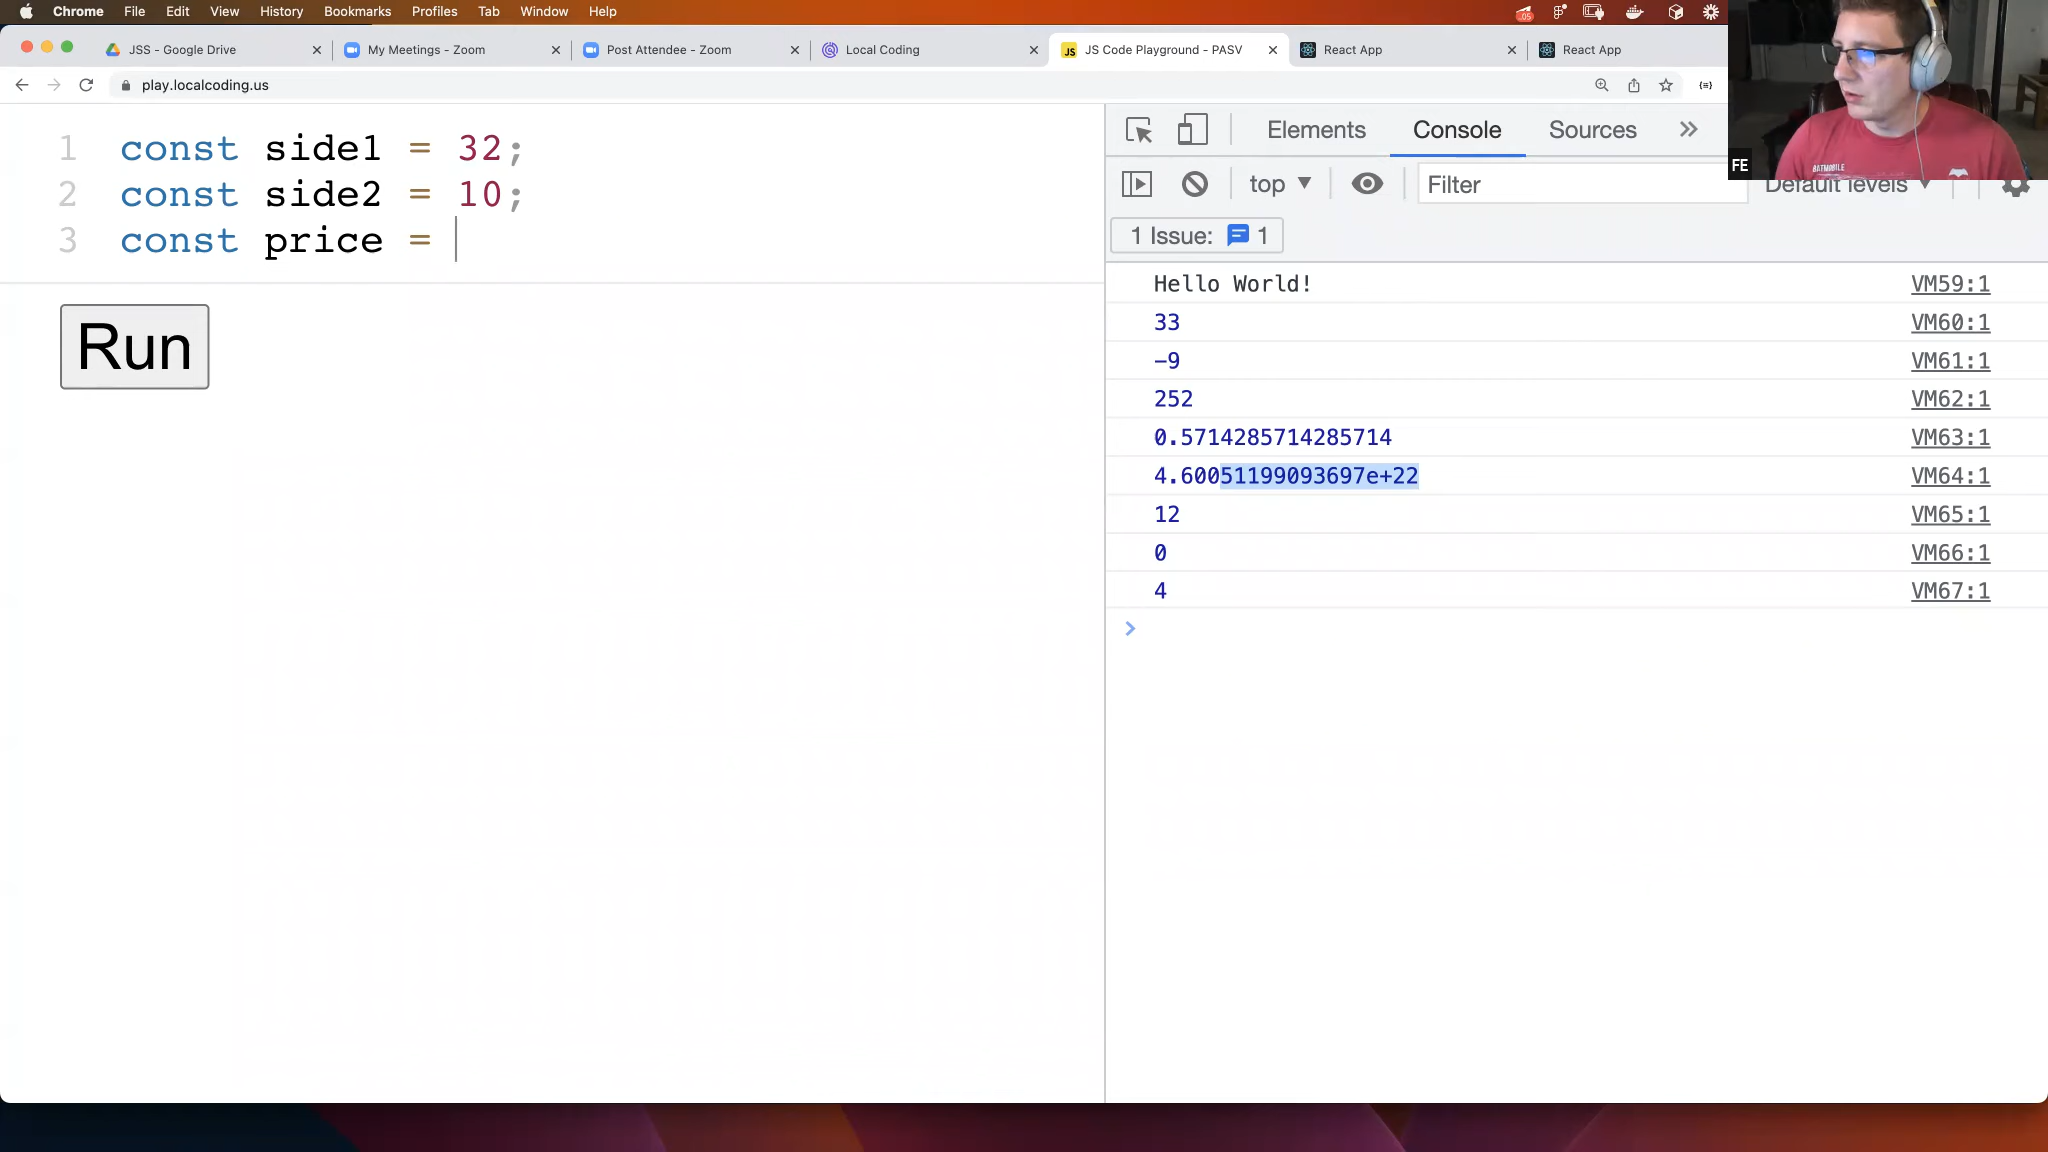 Chrome File Edit View History Bookmarks Profiles Tab Window Help
JSS - Google Drive
My Meetings - Zoom
Post Attendee - Zoom
Local Coding
JS Code Playground - PASV
React App
React App
play.localcoding.us
1 const side1 = 32;
2 const side2 = 10;
3 const price =
Run
Elements Console Sources
top Filter Default levels
1 Issue: 1
Hello World! VM59:1
33 VM60:1
-9 VM61:1
252 VM62:1
0.5714285714285714 VM63:1
4.60051199093697e+22 VM64:1
12 VM65:1
0 VM66:1
4 VM67:1
FE
BATMOBILE